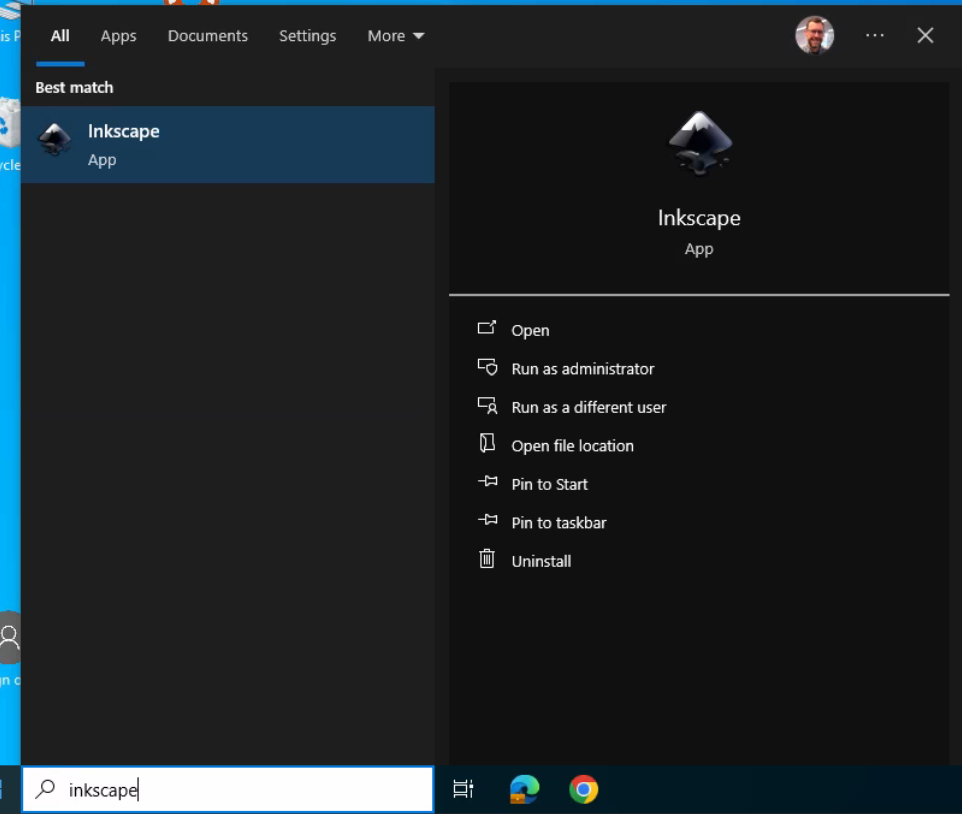 All Apps Documents Settings More
Best match
Inkscape
App
Inkscape
App
Open
Run as administrator
Run as a different user
Open file location
Pin to Start
Pin to taskbar
Uninstall
inkscape